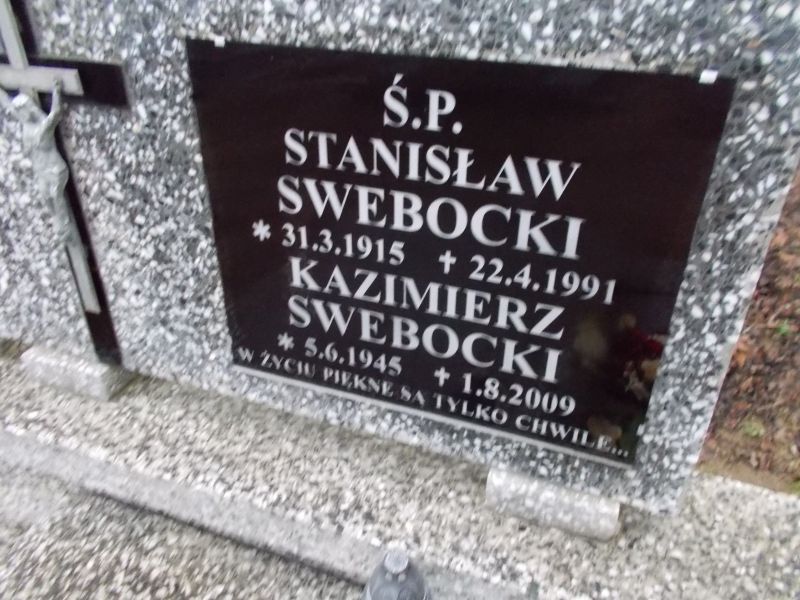 Ś.P.
STANISŁAW
SWEBOCKI
* 31.3.1915 ✝ 22.4.1991
KAZIMIERZ
SWEBOCKI
* 5.6.1945 ✝ 1.8.2009
W ŻYCIU PIĘKNE SĄ TYLKO CHWILE...